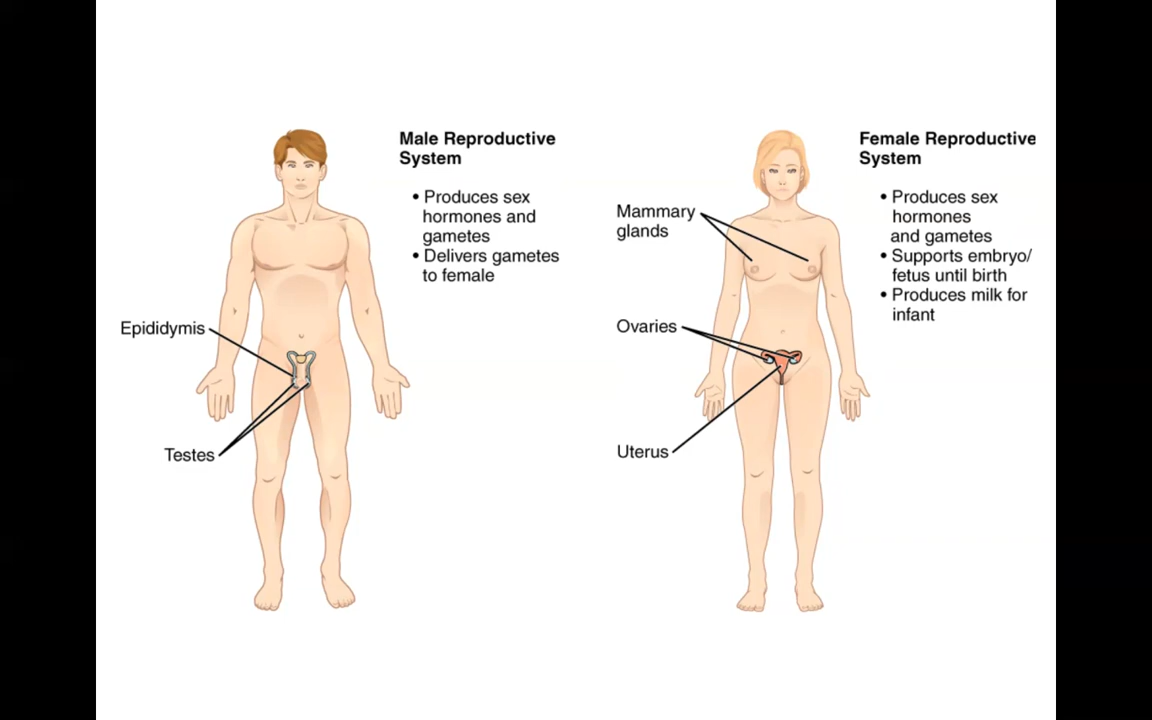 Male Reproductive
System
• Produces sex
hormones and
gametes
• Delivers gametes
to female
Epididymis
Testes
Female Reproductive
System
• Produces sex
hormones
and gametes
• Supports embryo/
fetus until birth
• Produces milk for
infant
Mammary
glands
Ovaries
Uterus